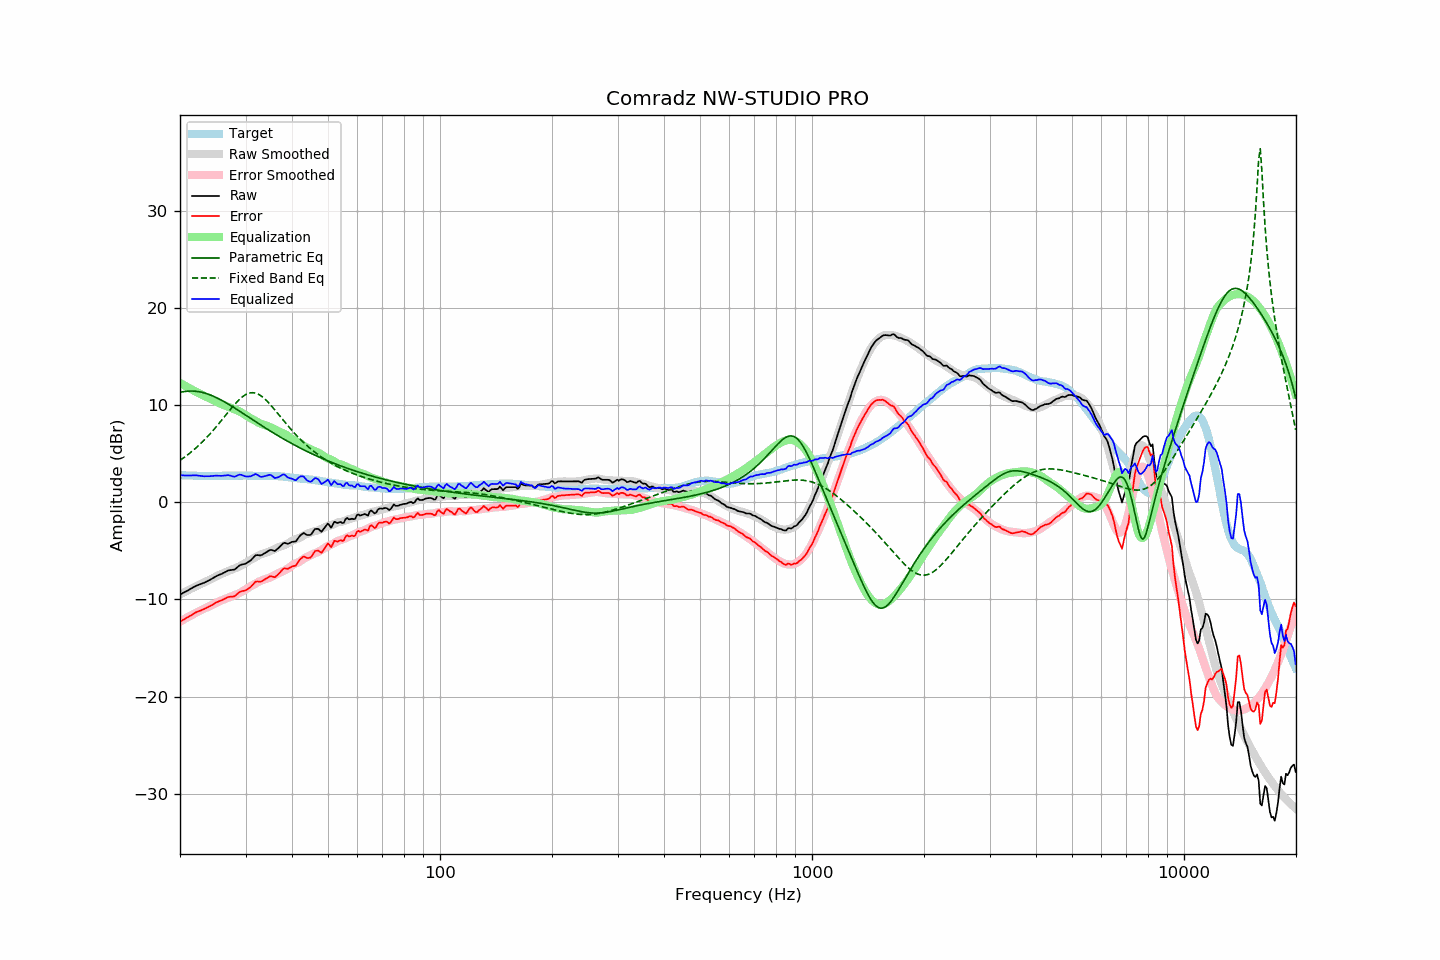 Comradz NW-STUDIO PRO
Target
Raw Smoothed
Error Smoothed
Raw
Error
Equalization
Parametric Eq
Fixed Band Eq
Equalized
30
20
10
0
−10
−20
−30
Amplitude (dBr)
100
1000
10000
Frequency (Hz)